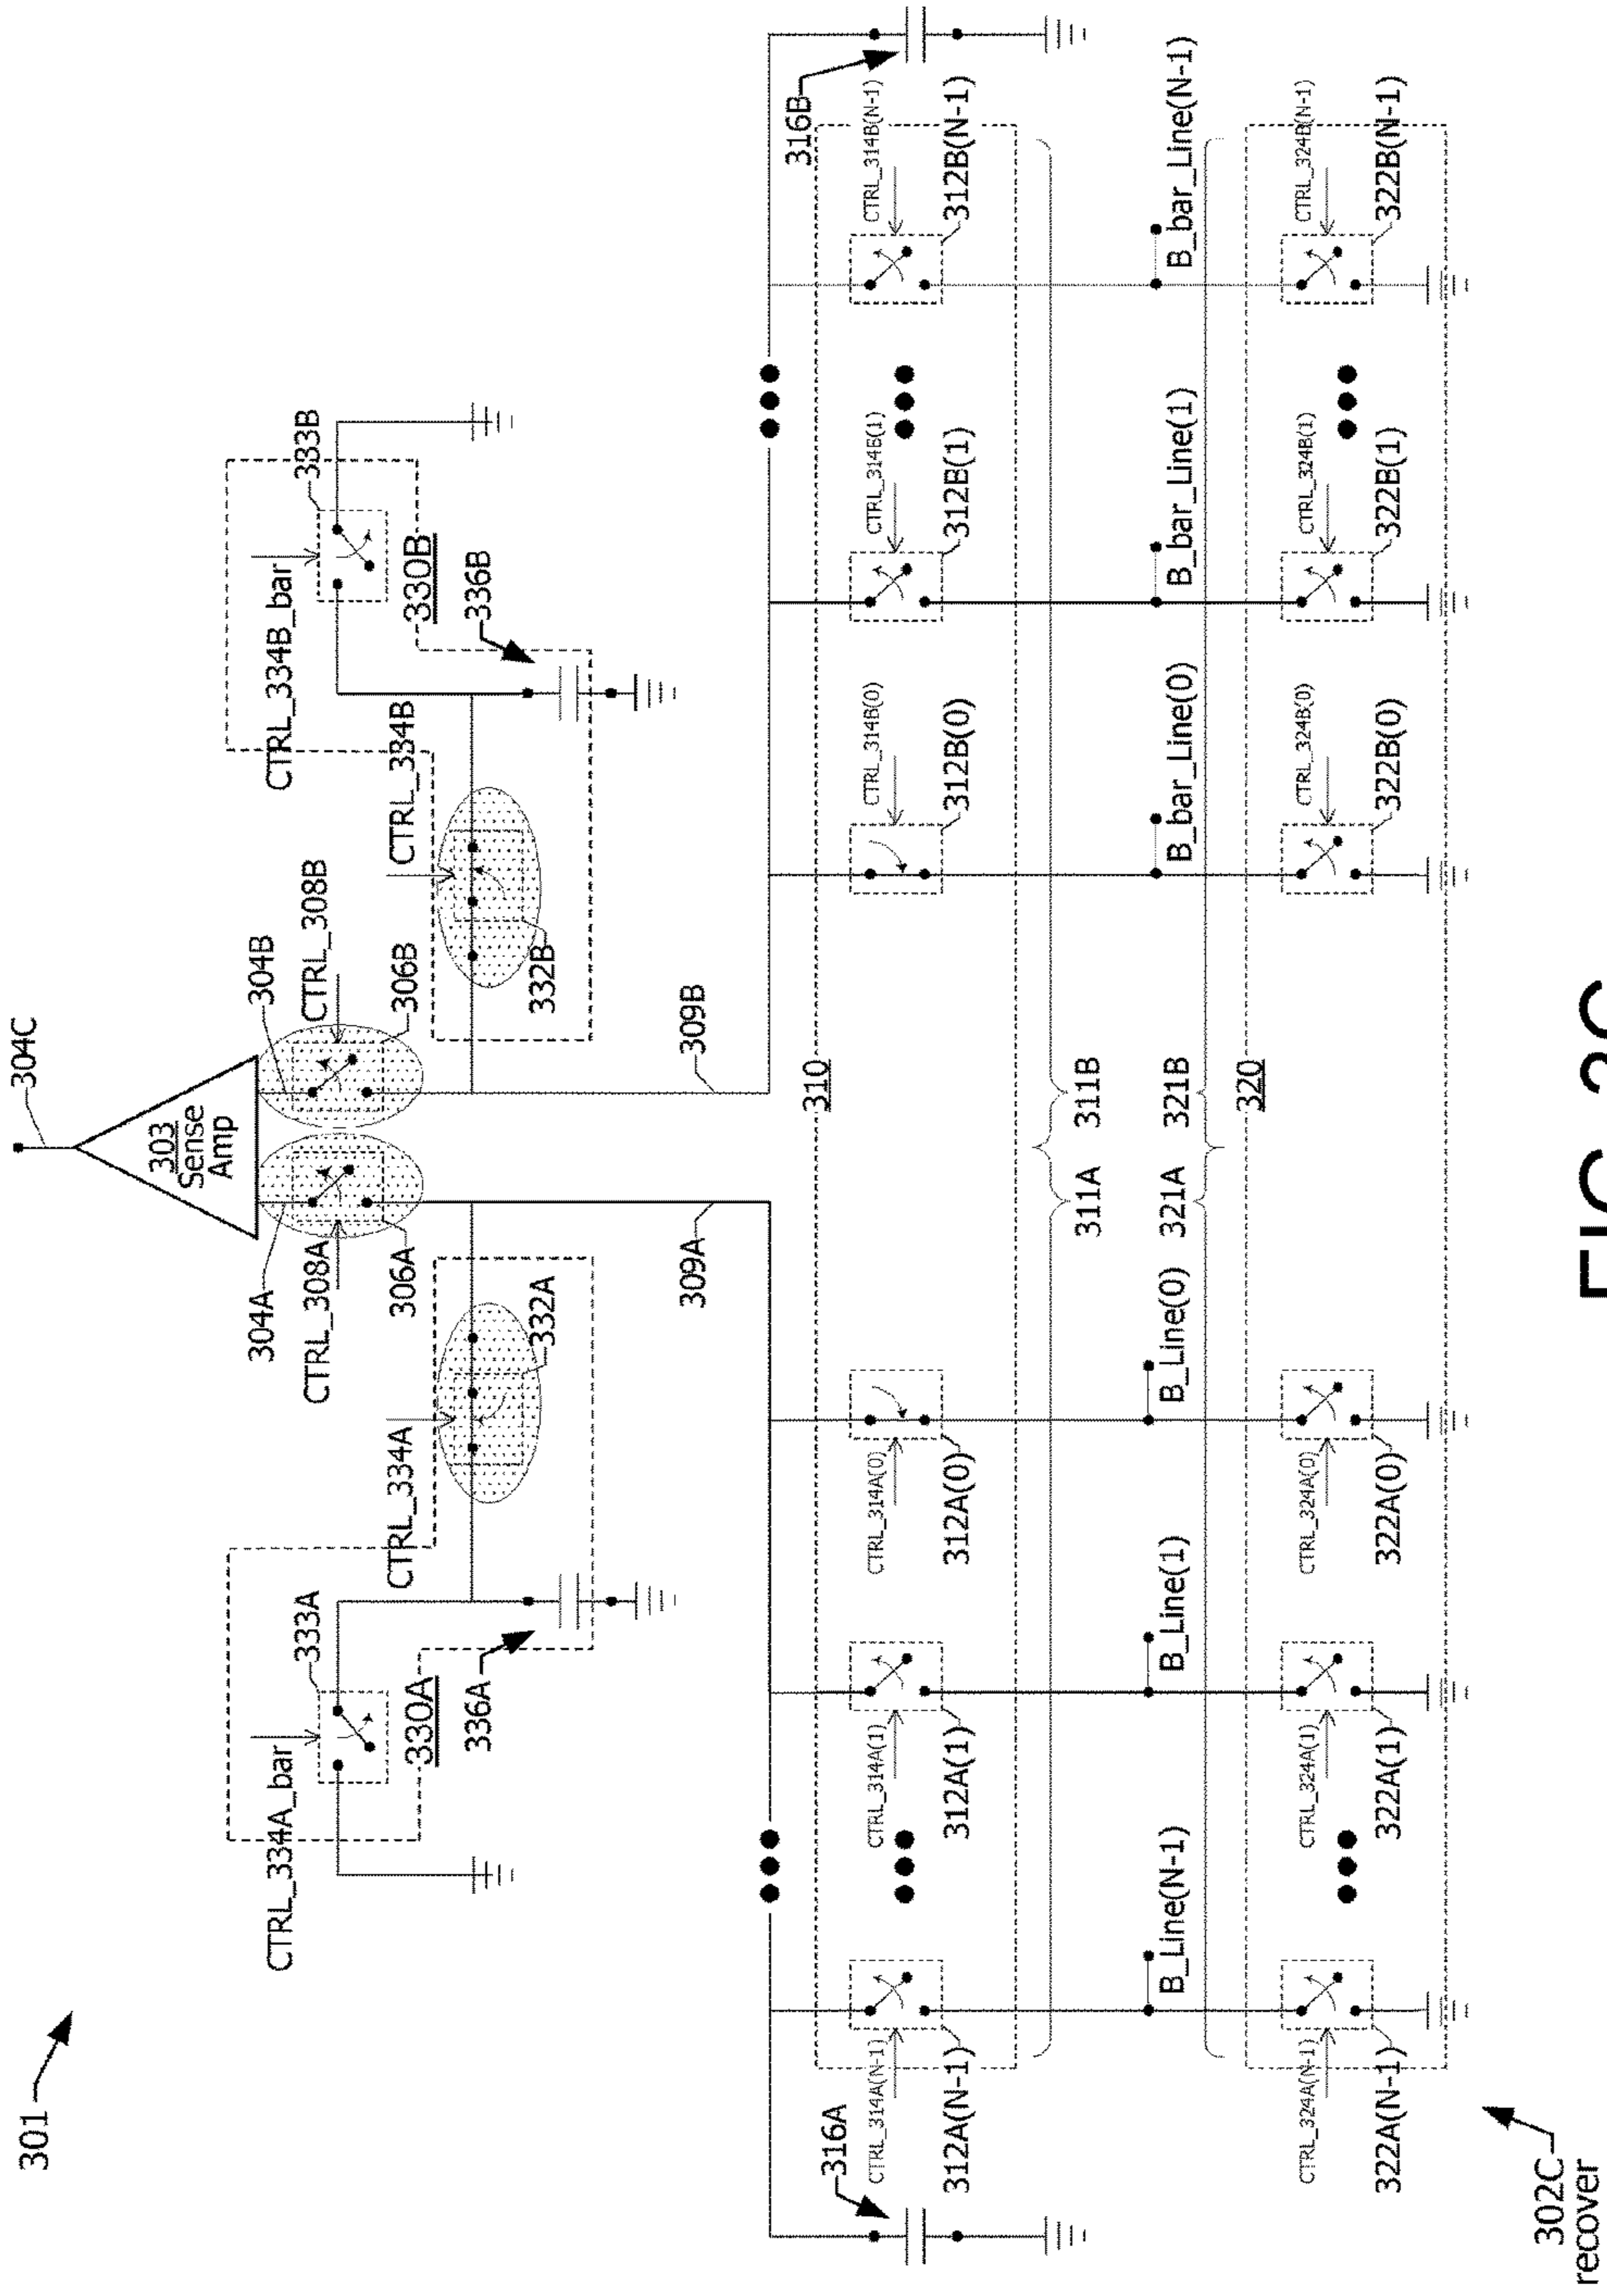 301
304C
303
Sense
Amp
304A
304B
CTRL_308A
CTRL_308B
306A
306B
CTRL_334A_bar
333A
330A
336A
CTRL_334A
332A
CTRL_334B_bar
333B
330B
336B
CTRL_334B
332B
309A
309B
316A
316B
310
CTRL_314A(N-1)
CTRL_314A(1)
CTRL_314A(0)
CTRL_314B(0)
CTRL_314B(1)
CTRL_314B(N-1)
312A(N-1)
312A(1)
312A(0)
312B(0)
312B(1)
312B(N-1)
311A
311B
B_Line(N-1)
B_Line(1)
B_Line(0)
B_bar_Line(0)
B_bar_Line(1)
B_bar_Line(N-1)
321A
321B
320
CTRL_324A(N-1)
CTRL_324A(1)
CTRL_324A(0)
CTRL_324B(0)
CTRL_324B(1)
CTRL_324B(N-1)
322A(N-1)
322A(1)
322A(0)
322B(0)
322B(1)
322B(N-1)
302C
recover